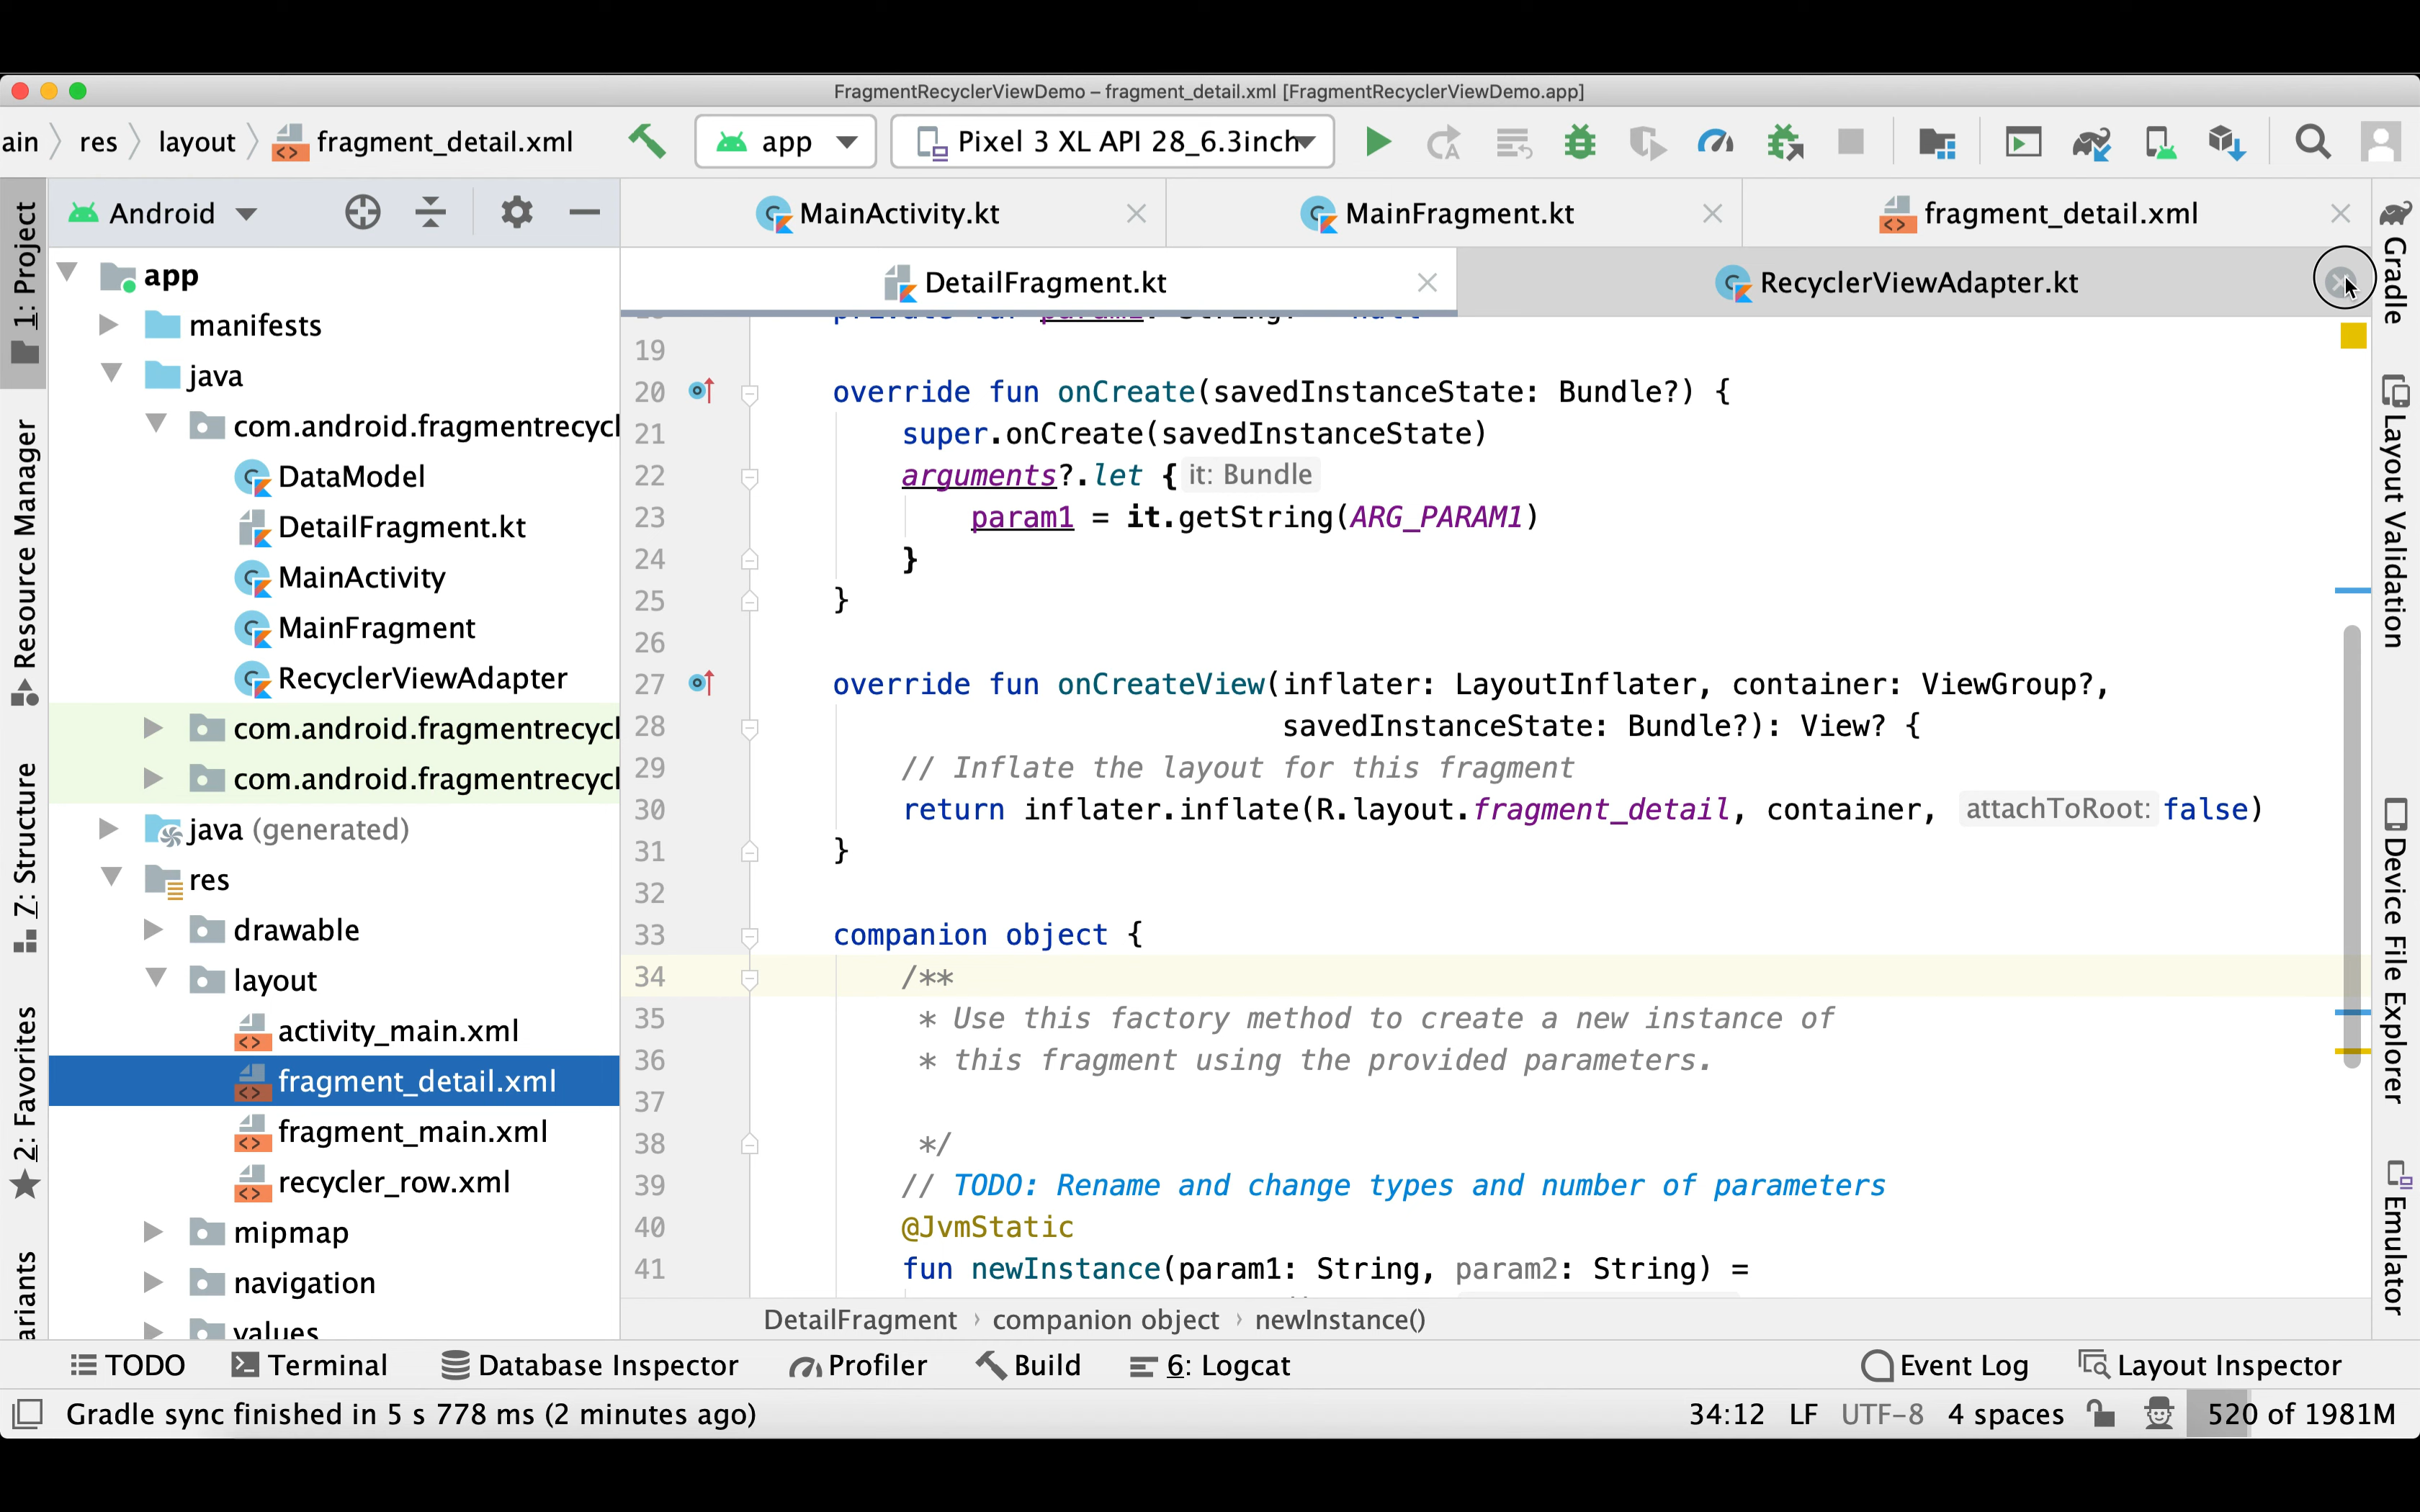 FragmentRecyclerViewDemo – fragment_detail.xml [FragmentRecyclerViewDemo.app]
ain res layout fragment_detail.xml app Pixel 3 XL API 28_6.3inch
1: Project
Resource Manager
7: Structure
2: Favorites
ariants
Android
app
manifests
java
com.android.fragmentrecycl
DataModel
DetailFragment.kt
MainActivity
MainFragment
RecyclerViewAdapter
com.android.fragmentrecycl
com.android.fragmentrecycl
java (generated)
res
drawable
layout
activity_main.xml
fragment_detail.xml
fragment_main.xml
recycler_row.xml
mipmap
navigation
values
MainActivity.kt MainFragment.kt fragment_detail.xml
DetailFragment.kt RecyclerViewAdapter.kt
19
20 override fun onCreate(savedInstanceState: Bundle?) {
21 super.onCreate(savedInstanceState)
22 arguments?.let { it: Bundle
23 param1 = it.getString(ARG_PARAM1)
24 }
25 }
26
27 override fun onCreateView(inflater: LayoutInflater, container: ViewGroup?,
28 savedInstanceState: Bundle?): View? {
29 // Inflate the layout for this fragment
30 return inflater.inflate(R.layout.fragment_detail, container, attachToRoot: false)
31 }
32
33 companion object {
34 /**
35 * Use this factory method to create a new instance of
36 * this fragment using the provided parameters.
37
38 */
39 // TODO: Rename and change types and number of parameters
40 @JvmStatic
41 fun newInstance(param1: String, param2: String) =
DetailFragment › companion object › newInstance()
Gradle
Layout Validation
Device File Explorer
Emulator
TODO Terminal Database Inspector Profiler Build 6: Logcat Event Log Layout Inspector
Gradle sync finished in 5 s 778 ms (2 minutes ago) 34:12 LF UTF-8 4 spaces 520 of 1981M